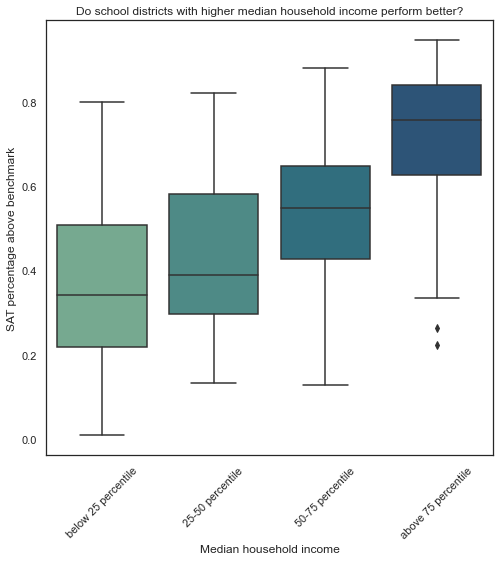 Do school districts with higher median household income perform better?
SAT percentage above benchmark
0.8
0.6
0.4
0.2
0.0
below 25 percentile
25-50 percentile
50-75 percentile
above 75 percentile
Median household income